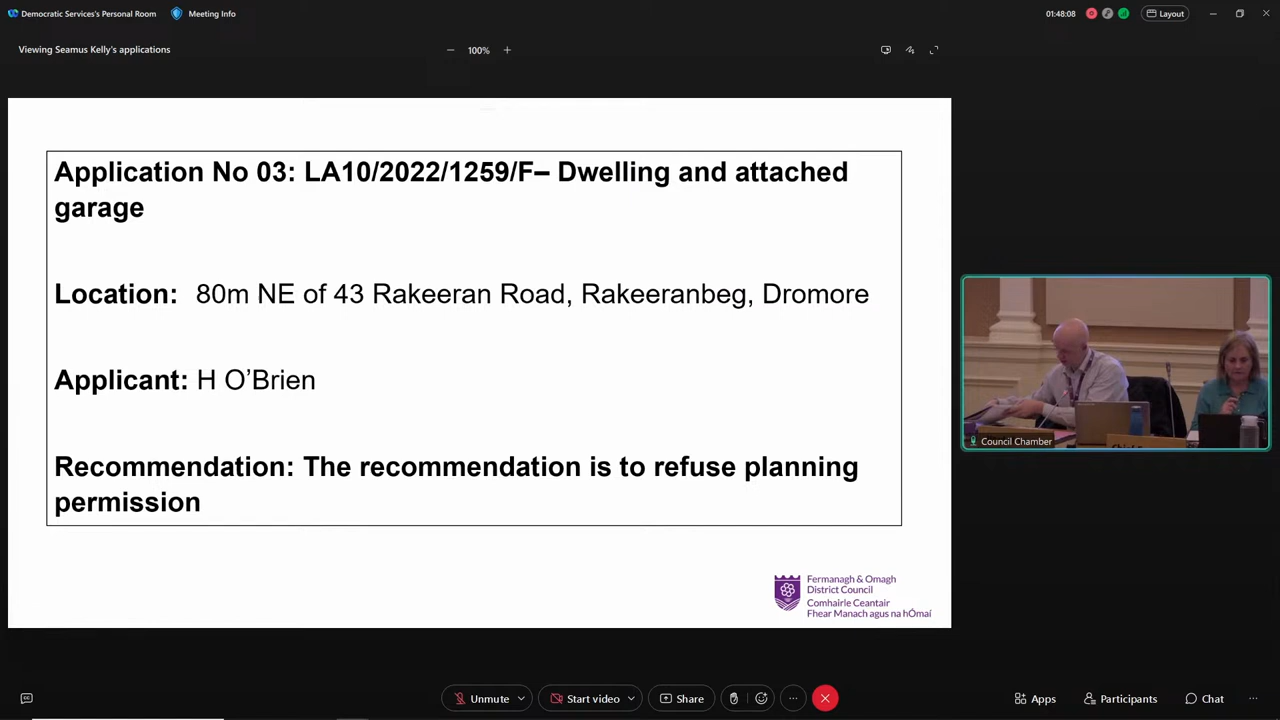 Democratic Services's Personal Room
Meeting Info
01:48:08
Layout
Viewing Seamus Kelly's applications
100%
Application No 03: LA10/2022/1259/F– Dwelling and attached
garage
Location: 80m NE of 43 Rakeeran Road, Rakeeranbeg, Dromore
Applicant: H O’Brien
Recommendation: The recommendation is to refuse planning
permission
Fermanagh & Omagh
District Council
Comhairle Ceantair
Fhear Manach agus na hÓmaí
Council Chamber
Unmute
Start video
Share
Apps
Participants
Chat